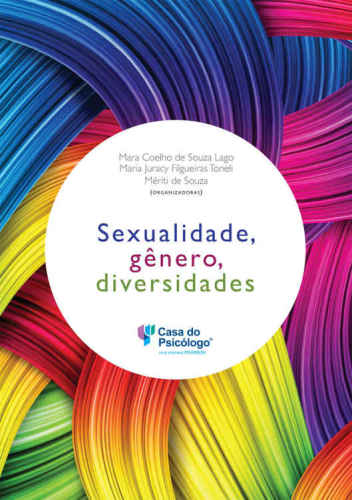 Mara Coelho de Souza Lago
Maria Juracy Filgueiras Toneli
Mériti de Souza
(ORGANIZADORAS)
Sexualidade,
gênero,
diversidades
Casa do
Psicólogo®